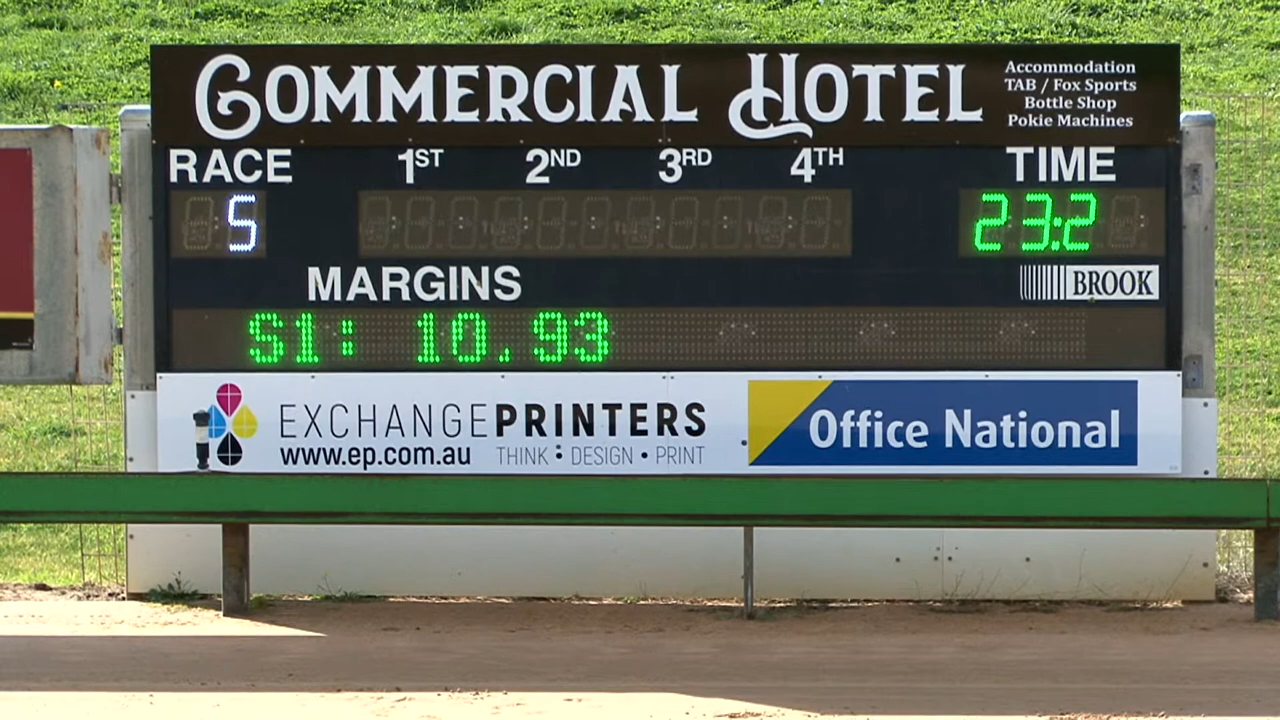 COMMERCIAL HOTEL
Accommodation
TAB / Fox Sports
Bottle Shop
Pokie Machines
RACE 1ST 2ND 3RD 4TH TIME
5 23:2
MARGINS
BROOK
S1: 10.93
EXCHANGEPRINTERS
www.ep.com.au THINK • DESIGN • PRINT
Office National